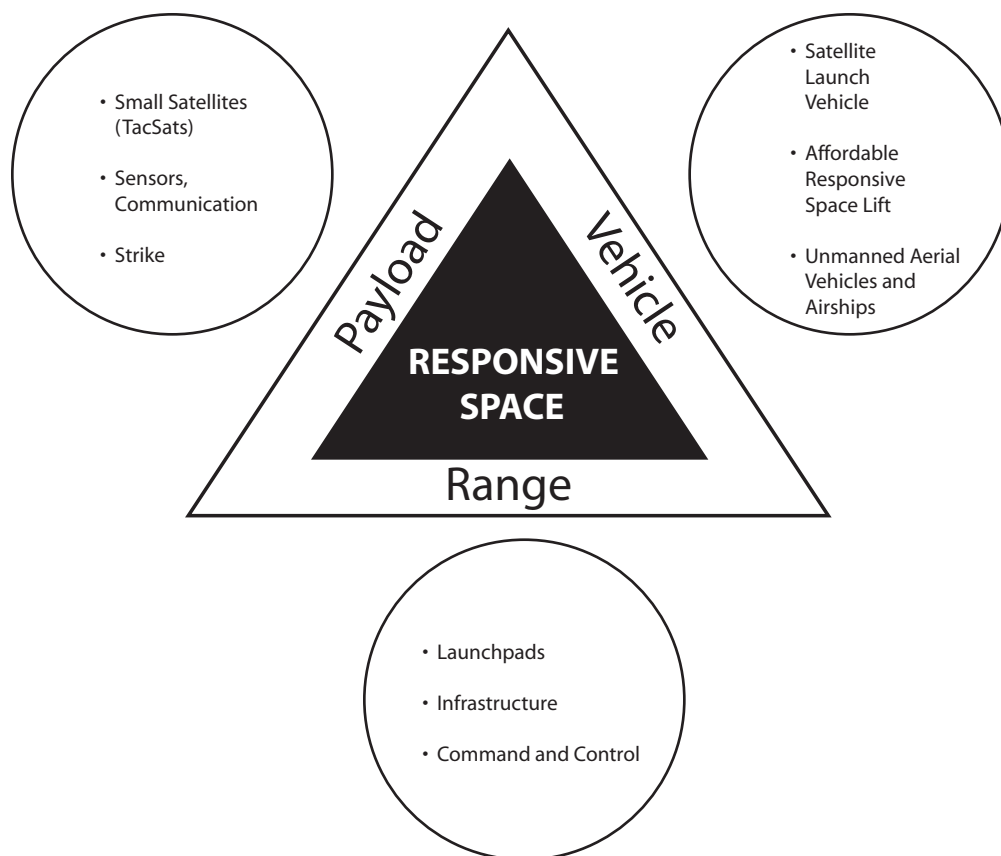 • Small Satellites
(TacSats)
• Sensors,
Communication
• Strike
• Satellite
Launch
Vehicle
• Affordable
Responsive
Space Lift
• Unmanned Aerial
Vehicles and
Airships
Payload
Vehicle
RESPONSIVE
SPACE
Range
• Launchpads
• Infrastructure
• Command and Control